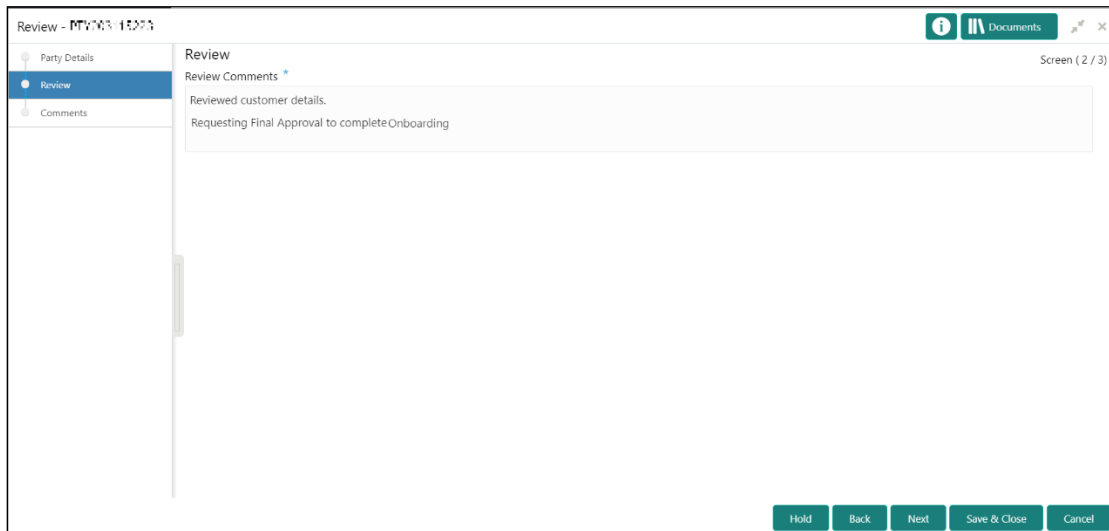 Review -
Documents
Party Details
Review
Comments
Review
Screen ( 2 / 3)
Review Comments *
Reviewed customer details.
Requesting Final Approval to complete Onboarding
Hold
Back
Next
Save & Close
Cancel